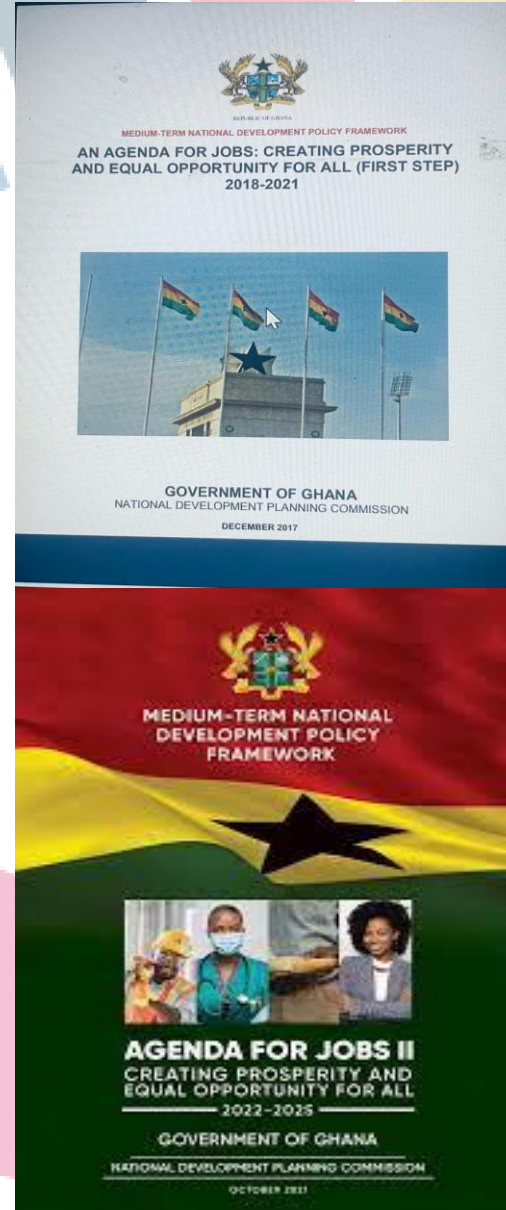 REPUBLIC OF GHANA
MEDIUM-TERM NATIONAL DEVELOPMENT POLICY FRAMEWORK
AN AGENDA FOR JOBS: CREATING PROSPERITY
AND EQUAL OPPORTUNITY FOR ALL (FIRST STEP)
2018-2021
GOVERNMENT OF GHANA
NATIONAL DEVELOPMENT PLANNING COMMISSION
DECEMBER 2017
MEDIUM-TERM NATIONAL
DEVELOPMENT POLICY
FRAMEWORK
AGENDA FOR JOBS II
CREATING PROSPERITY AND
EQUAL OPPORTUNITY FOR ALL
2022-2025
GOVERNMENT OF GHANA
NATIONAL DEVELOPMENT PLANNING COMMISSION
OCTOBER 2021